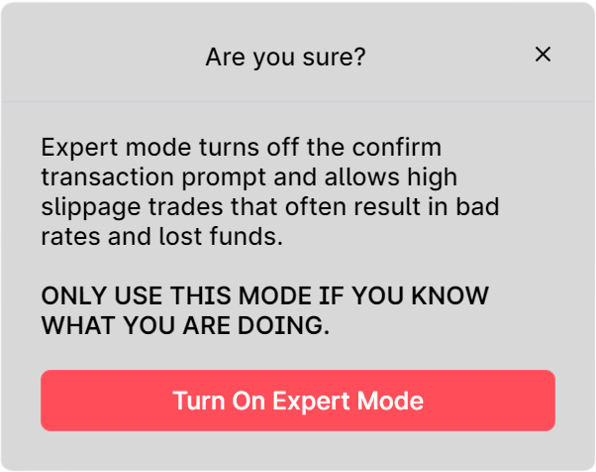 Are you sure?
Expert mode turns off the confirm
transaction prompt and allows high
slippage trades that often result in bad
rates and lost funds.
ONLY USE THIS MODE IF YOU KNOW
WHAT YOU ARE DOING.
Turn On Expert Mode